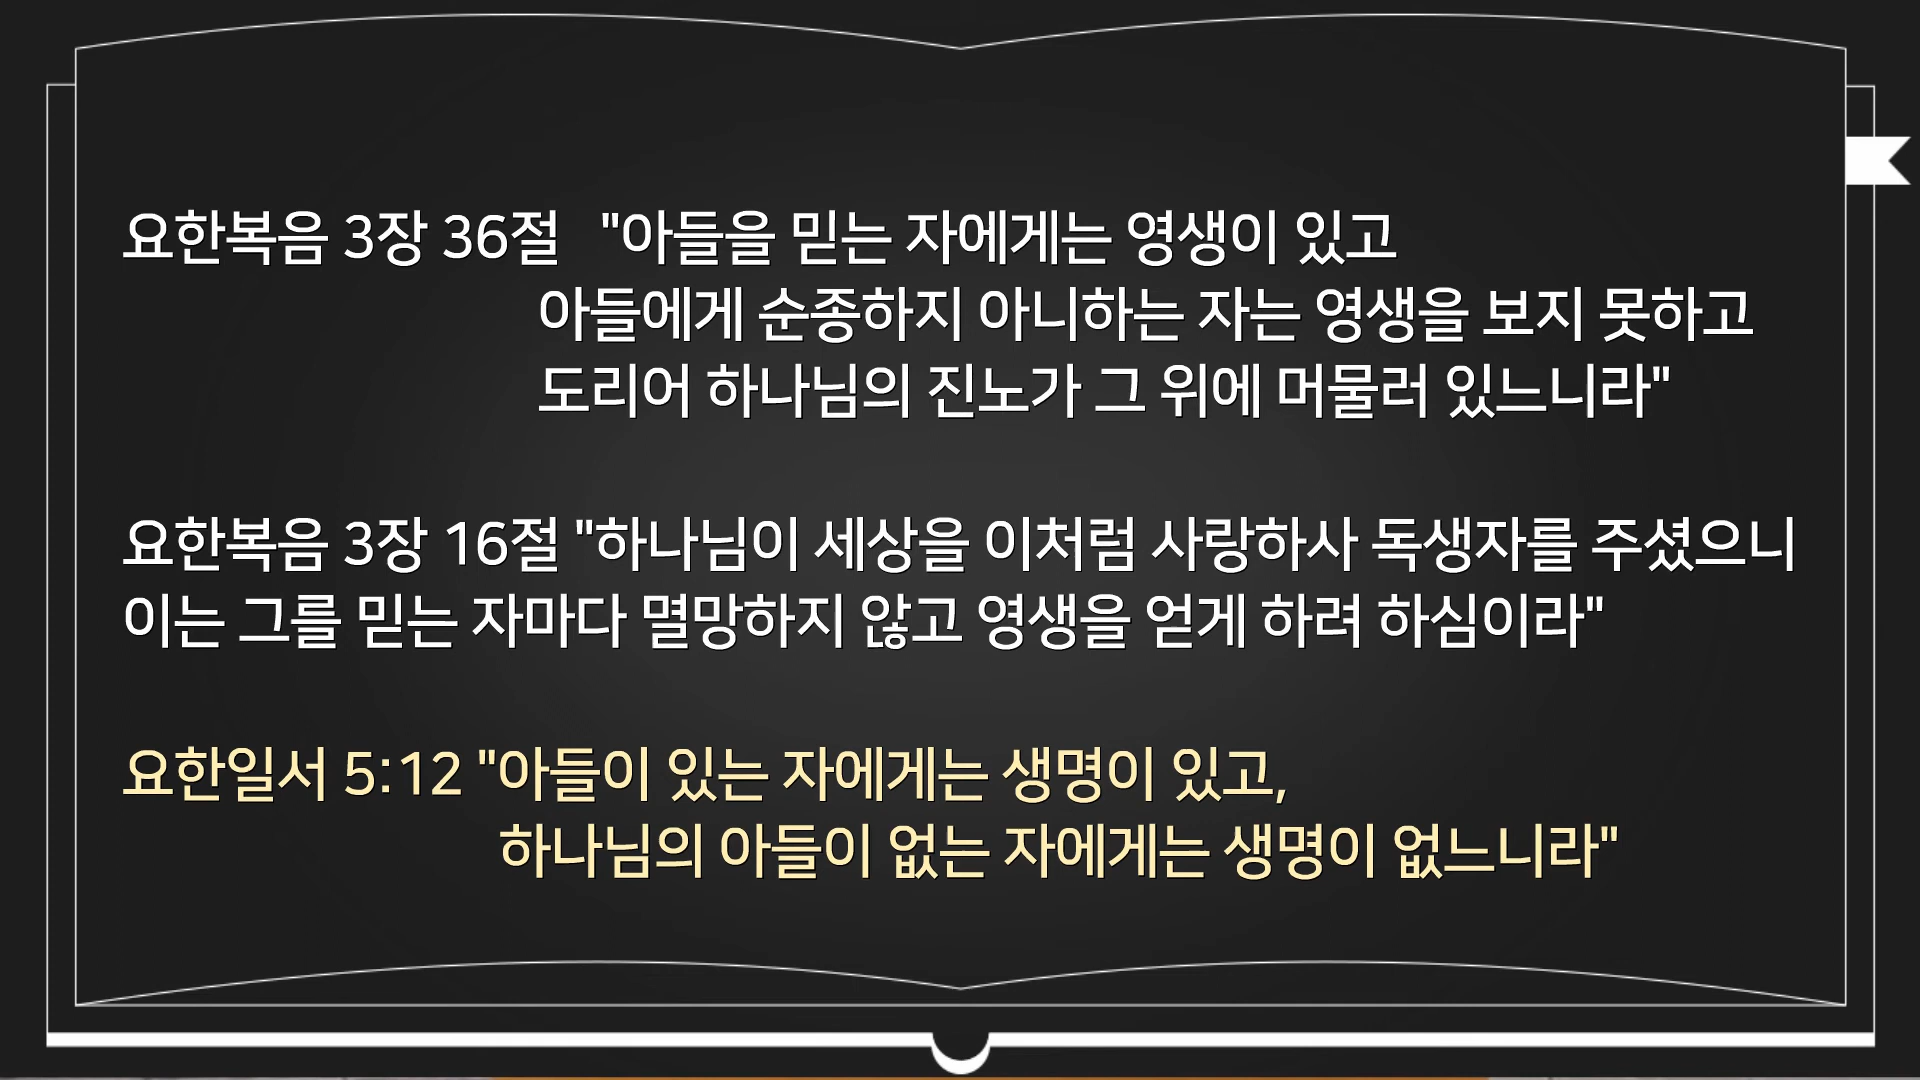 요한복음 3장 36절 "아들을 믿는 자에게는 영생이 있고
아들에게 순종하지 아니하는 자는 영생을 보지 못하고
도리어 하나님의 진노가 그 위에 머물러 있느니라"
요한복음 3장 16절 "하나님이 세상을 이처럼 사랑하사 독생자를 주셨으니
이는 그를 믿는 자마다 멸망하지 않고 영생을 얻게 하려 하심이라"
요한일서 5:12 "아들이 있는 자에게는 생명이 있고,
하나님의 아들이 없는 자에게는 생명이 없느니라"